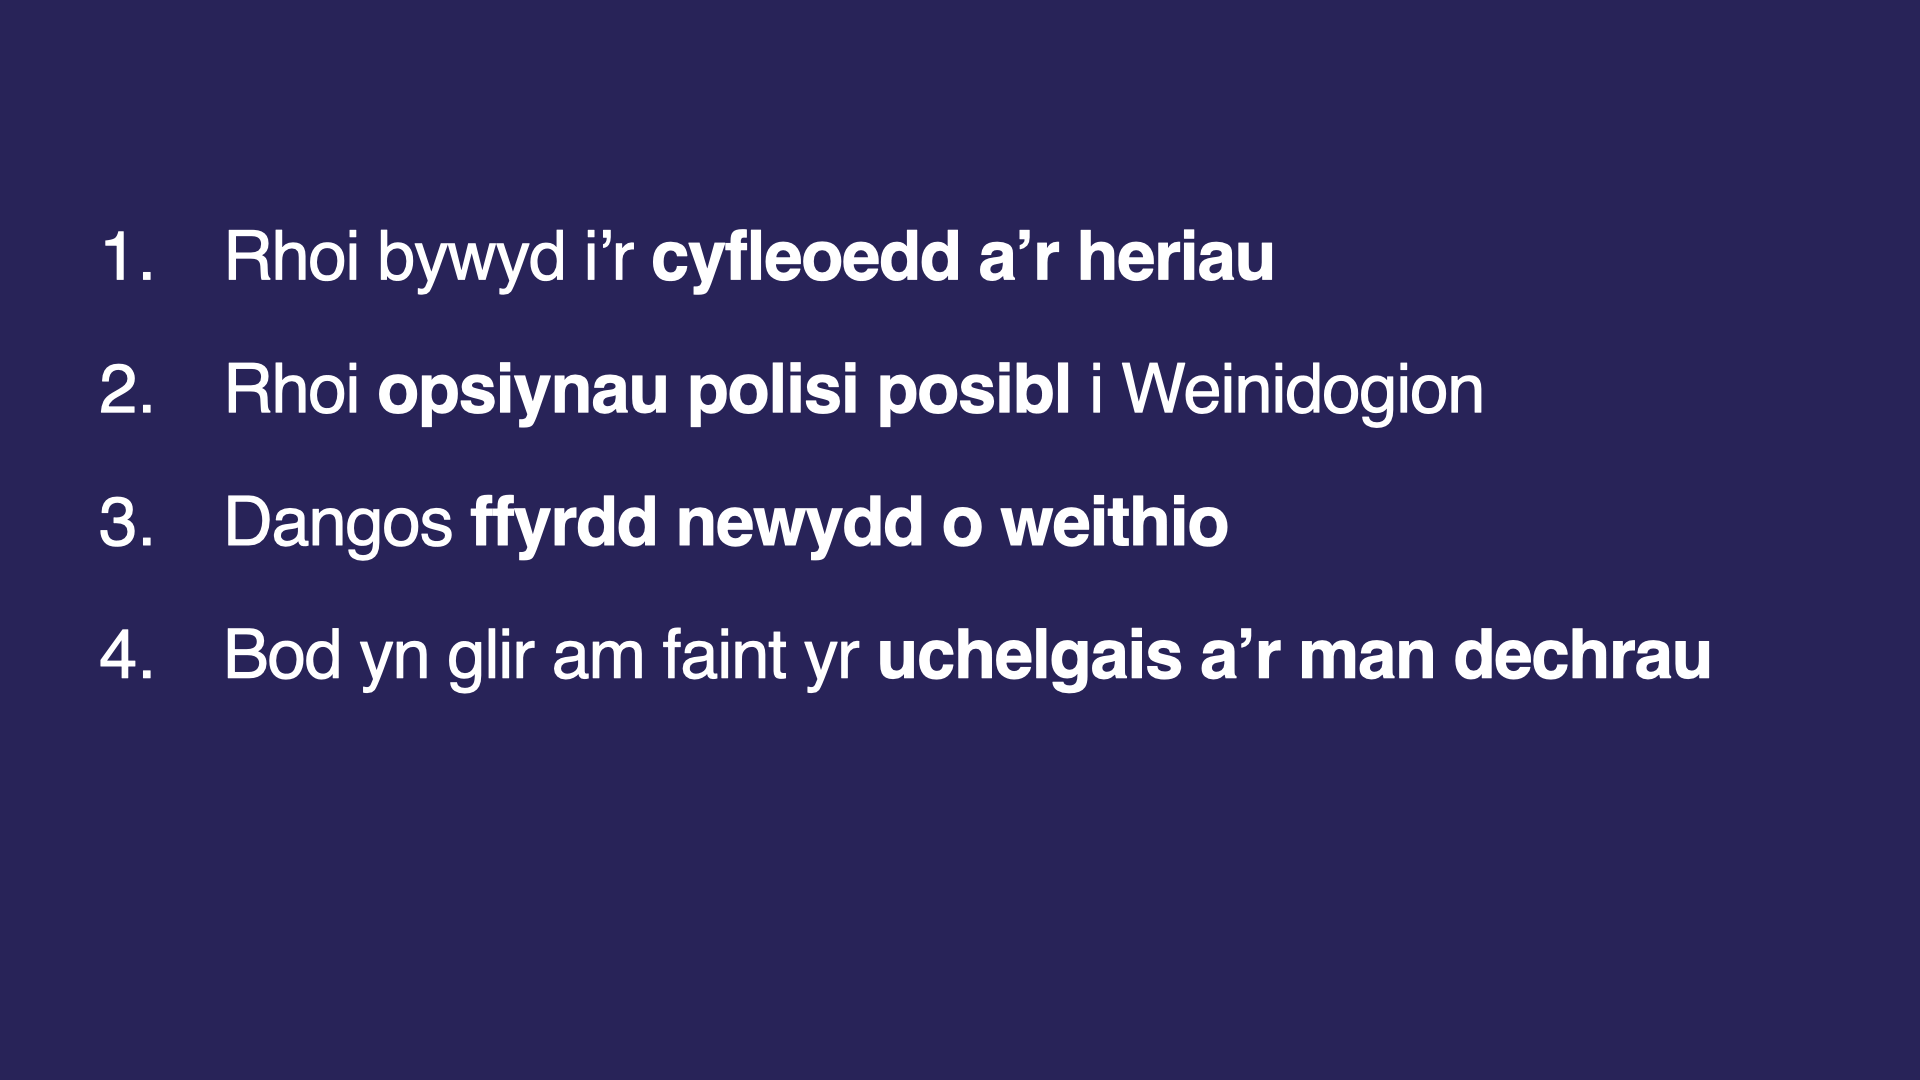 1. Rhoi bywyd i’r cyfleoedd a’r heriau
2. Rhoi opsiynau polisi posibl i Weinidogion
3. Dangos ffyrdd newydd o weithio
4. Bod yn glir am faint yr uchelgais a’r man dechrau